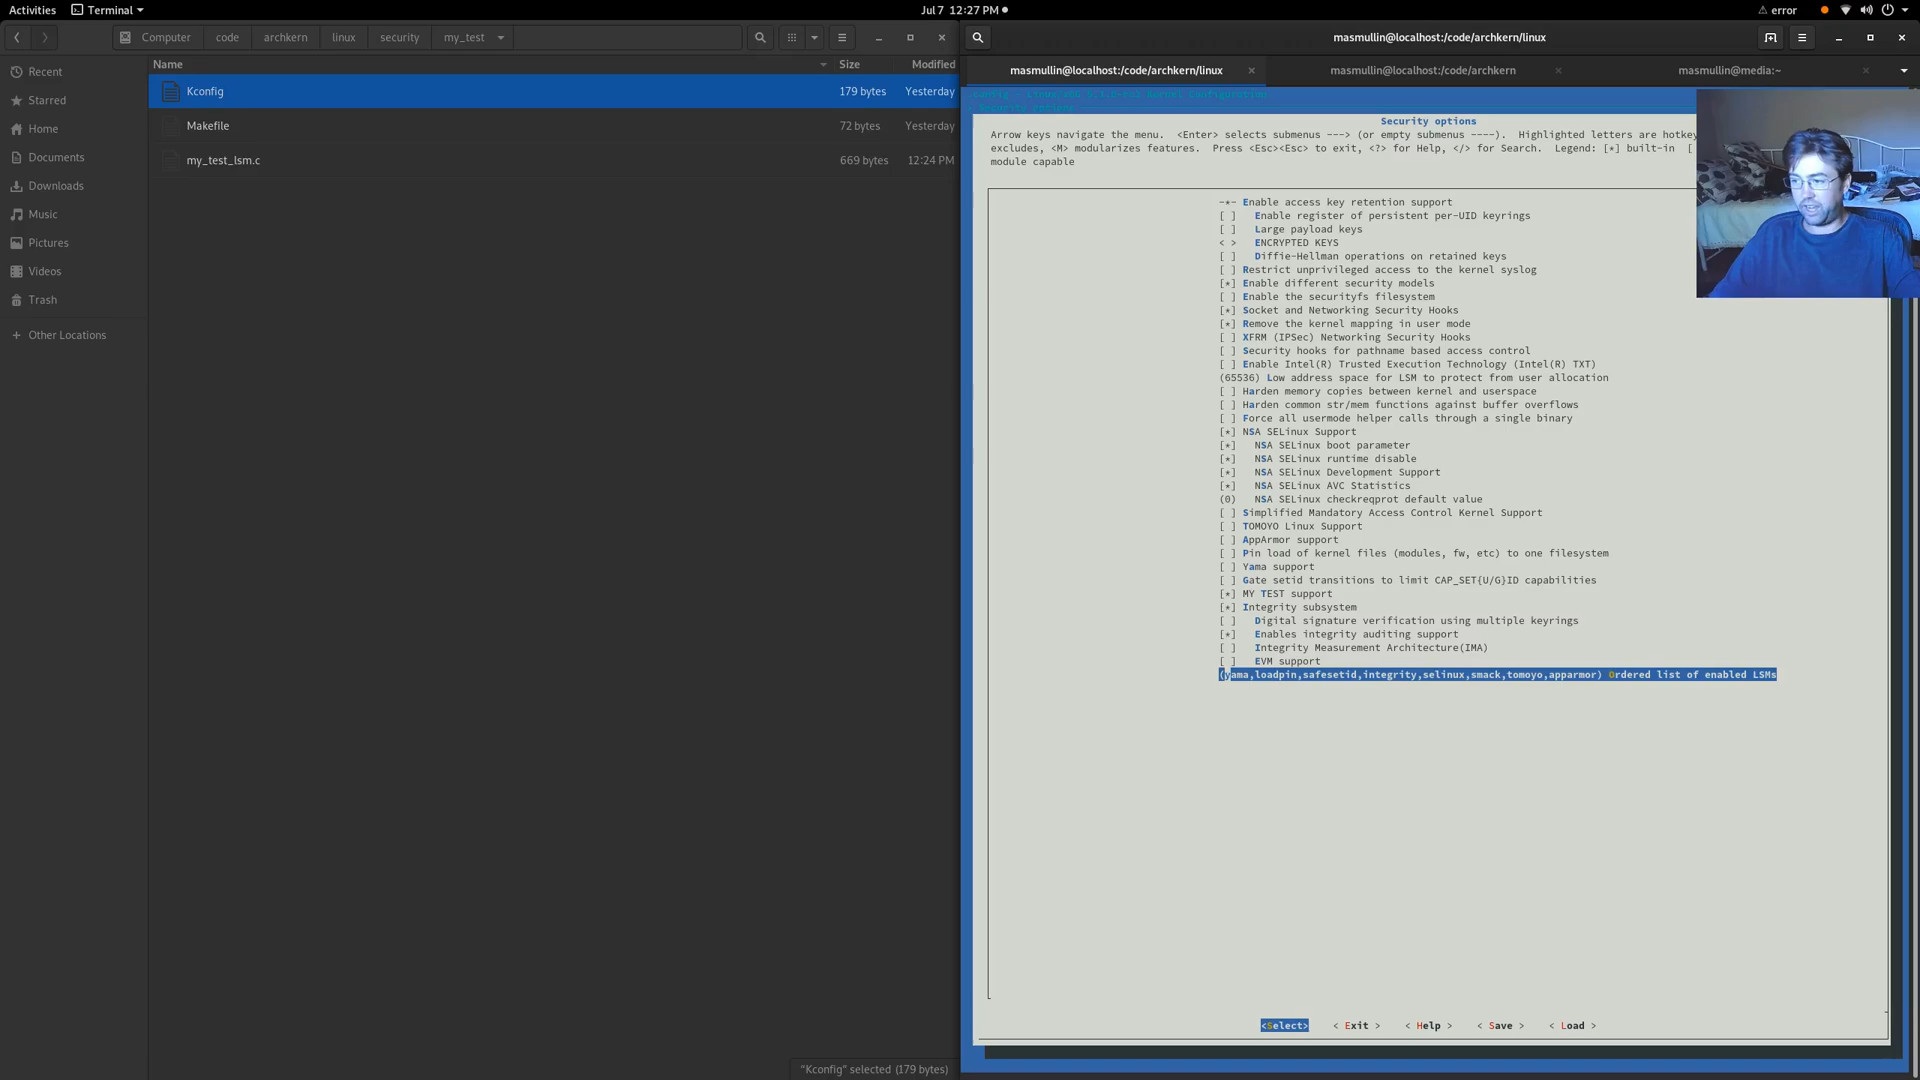 Activities Terminal Jul 7 12:27 PM error
Computer code archkern linux security my_test
Name Size Modified
Recent
Starred
Home
Documents
Downloads
Music
Pictures
Videos
Trash
Other Locations
Kconfig 179 bytes Yesterday
Makefile 72 bytes Yesterday
my_test_lsm.c 669 bytes 12:24 PM
"Kconfig" selected (179 bytes)
masmullin@localhost:/code/archkern/linux
masmullin@localhost:/code/archkern/linux masmullin@localhost:/code/archkern masmullin@media:~
Security options
Security options
Arrow keys navigate the menu. <Enter> selects submenus ---> (or empty submenus ----). Highlighted letters are hotkey
excludes, <M> modularizes features. Press <Esc><Esc> to exit, <?> for Help, </> for Search. Legend: [*] built-in [
module capable
-*- Enable access key retention support
[ ] Enable register of persistent per-UID keyrings
[ ] Large payload keys
< > ENCRYPTED KEYS
[ ] Diffie-Hellman operations on retained keys
[ ] Restrict unprivileged access to the kernel syslog
[*] Enable different security models
[ ] Enable the securityfs filesystem
[*] Socket and Networking Security Hooks
[*] Remove the kernel mapping in user mode
[ ] XFRM (IPSec) Networking Security Hooks
[ ] Security hooks for pathname based access control
[ ] Enable Intel(R) Trusted Execution Technology (Intel(R) TXT)
(65536) Low address space for LSM to protect from user allocation
[ ] Harden memory copies between kernel and userspace
[ ] Harden common str/mem functions against buffer overflows
[ ] Force all usermode helper calls through a single binary
[*] NSA SELinux Support
[*] NSA SELinux boot parameter
[*] NSA SELinux runtime disable
[*] NSA SELinux Development Support
[*] NSA SELinux AVC Statistics
(0) NSA SELinux checkreqprot default value
[ ] Simplified Mandatory Access Control Kernel Support
[ ] TOMOYO Linux Support
[ ] AppArmor support
[ ] Pin load of kernel files (modules, fw, etc) to one filesystem
[ ] Yama support
[ ] Gate setid transitions to limit CAP_SET{U/G}ID capabilities
[*] MY TEST support
[*] Integrity subsystem
[ ] Digital signature verification using multiple keyrings
[*] Enables integrity auditing support
[ ] Integrity Measurement Architecture(IMA)
[ ] EVM support
(yama,loadpin,safesetid,integrity,selinux,smack,tomoyo,apparmor) Ordered list of enabled LSMs
<Select> < Exit > < Help > < Save > < Load >